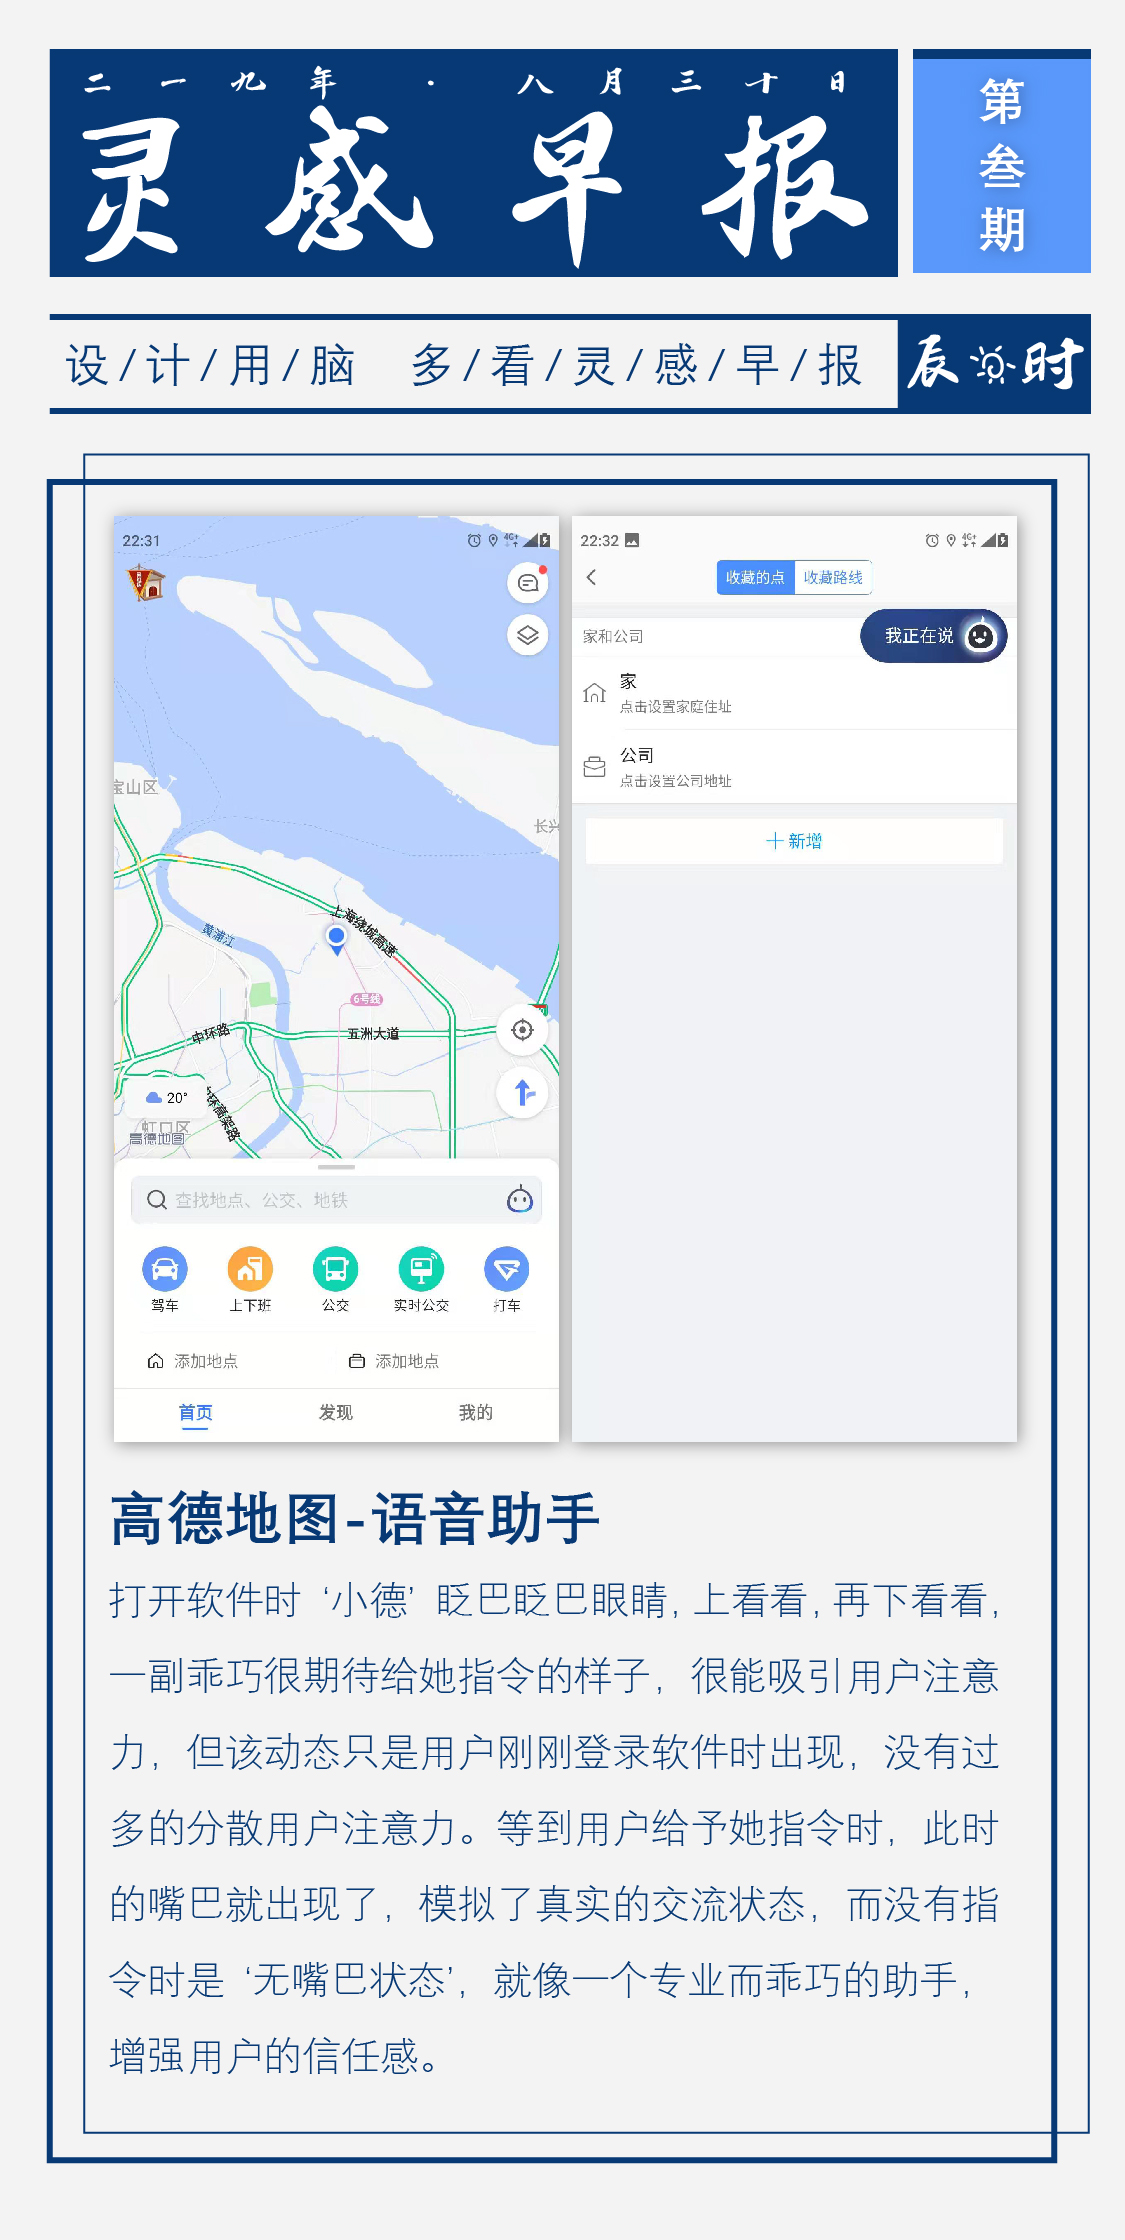 二一九年·八月三十日
灵感早报
第叁期
设/计/用/脑 多/看/灵/感/早/报
辰时
22:31
4G+
宝山区
长兴
上海绕城高速
黄浦江
6号线
中环路
五洲大道
20°
中环高架路
虹口区
高德地图
查找地点、公交、地铁
驾车 上下班 公交 实时公交 打车
添加地点 添加地点
首页 发现 我的
22:32
4G+
收藏的点 收藏路线
家和公司
我正在说
家
点击设置家庭住址
公司
点击设置公司地址
新增
高德地图-语音助手
打开软件时‘小德’眨巴眨巴眼睛,上看看,再下看看,
一副乖巧很期待给她指令的样子，很能吸引用户注意
力，但该动态只是用户刚刚登录软件时出现，没有过
多的分散用户注意力。等到用户给予她指令时，此时
的嘴巴就出现了，模拟了真实的交流状态，而没有指
令时是‘无嘴巴状态’，就像一个专业而乖巧的助手，
增强用户的信任感。